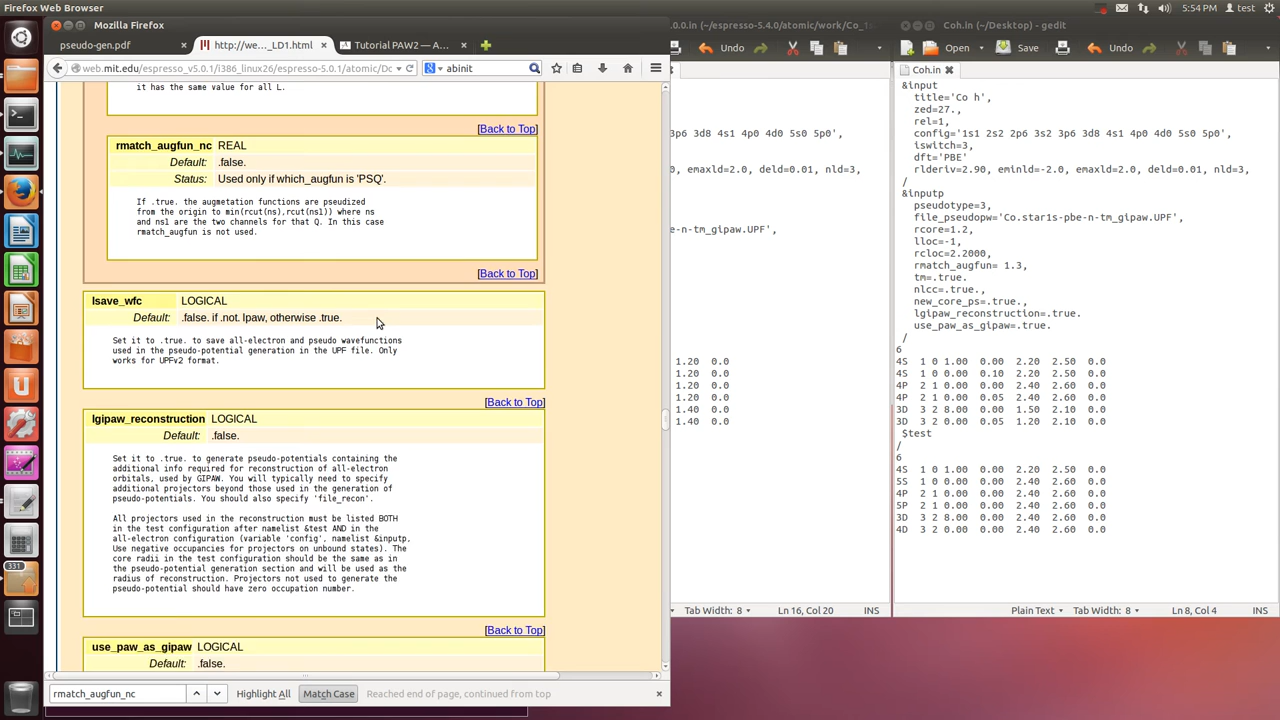 Firefox Web Browser
5:54 PM
test
Mozilla Firefox
.0.0.in (~/espresso-5.4.0/atomic/work/Co_1s
Coh.in (~/Desktop) - gedit
pseudo-gen.pdf
http://we..._LD1.html
Tutorial PAW2 — A...
web.mit.edu/espresso_v5.0.1/i386_linux26/espresso-5.0.1/atomic/Dc
abinit
Undo
Open
Save
Undo
Coh.in
it has the same value for all L.
[Back to Top]
rmatch_augfun_nc REAL
Default: .false.
Status: Used only if which_augfun is 'PSQ'.
If .true. the augmetation functions are pseudized
from the origin to min(rcut(ns),rcut(ns1)) where ns
and ns1 are the two channels for that Q. In this case
rmatch_augfun is not used.
[Back to Top]
lsave_wfc LOGICAL
Default: .false. if .not. lpaw, otherwise .true.
Set it to .true. to save all-electron and pseudo wavefunctions
used in the pseudo-potential generation in the UPF file. Only
works for UPFv2 format.
[Back to Top]
lgipaw_reconstruction LOGICAL
Default: .false.
Set it to .true. to generate pseudo-potentials containing the
additional info required for reconstruction of all-electron
orbitals, used by GIPAW. You will typically need to specify
additional projectors beyond those used in the generation of
pseudo-potentials. You should also specify 'file_recon'.
All projectors used in the reconstruction must be listed BOTH
in the test configuration after namelist &test AND in the
all-electron configuration (variable 'config', namelist &inputp,
Use negative occupancies for projectors on unbound states). The
core radii in the test configuration should be the same as in
the pseudo-potential generation section and will be used as the
radius of reconstruction. Projectors not used to generate the
pseudo-potential should have zero occupation number.
[Back to Top]
use_paw_as_gipaw LOGICAL
Default: .false.
rmatch_augfun_nc
Highlight All
Match Case
Reached end of page, continued from top
331
3p6 3d8 4s1 4p0 4d0 5s0 5p0',
0, emaxld=2.0, deld=0.01, nld=3,
e-n-tm_gipaw.UPF',
1.20 0.0
1.20 0.0
1.20 0.0
1.20 0.0
1.40 0.0
1.40 0.0
Tab Width: 8
Ln 16, Col 20
INS
&input
title='Co h',
zed=27.,
rel=1,
config='1s1 2s2 2p6 3s2 3p6 3d8 4s1 4p0 4d0 5s0 5p0',
iswitch=3,
dft='PBE'
rlderiv=2.90, eminld=-2.0, emaxld=2.0, deld=0.01, nld=3,
/
&inputp
pseudotype=3,
file_pseudopw='Co.star1s-pbe-n-tm_gipaw.UPF',
rcore=1.2,
lloc=-1,
rcloc=2.2000,
rmatch_augfun= 1.3,
tm=.true.
nlcc=.true.,
new_core_ps=.true.,
lgipaw_reconstruction=.true.
use_paw_as_gipaw=.true.
/
6
4S 1 0 1.00 0.00 2.20 2.50 0.0
4S 1 0 0.00 0.10 2.20 2.50 0.0
4P 2 1 0.00 0.00 2.40 2.60 0.0
4P 2 1 0.00 0.05 2.40 2.60 0.0
3D 3 2 8.00 0.00 1.50 2.10 0.0
3D 3 2 0.00 0.05 1.20 2.10 0.0
$test
/
6
4S 1 0 1.00 0.00 2.20 2.50 0.0
5S 1 0 0.00 0.00 2.40 2.60 0.0
4P 2 1 0.00 0.00 2.40 2.60 0.0
5P 2 1 0.00 0.00 2.40 2.60 0.0
3D 3 2 8.00 0.00 2.40 2.60 0.0
4D 3 2 0.00 0.00 2.40 2.60 0.0
Plain Text
Tab Width: 8
Ln 8, Col 4
INS